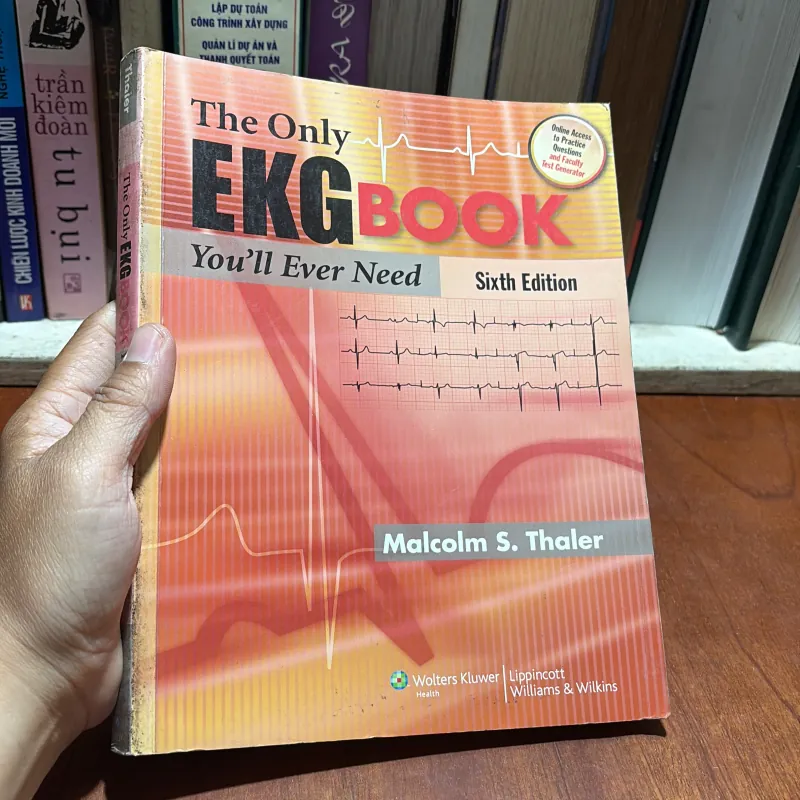 LẬP DỰ TOÁN
CÔNG TRÌNH XÂY DỰNG
QUẢN LÍ DỰ ÁN VÀ
THANH QUYẾT TOÁN
trần
kiêm
đoàn
tu bụi
CHIẾN LƯỢC KINH DOANH MỚI
Thaler
The Only
EKG
BOOK
The Only
EKG BOOK
You'll Ever Need
Sixth Edition
Online Access
to Practice
Questions
and Faculty
Test Generator
Malcolm S. Thaler
Wolters Kluwer
Health
Lippincott
Williams & Wilkins